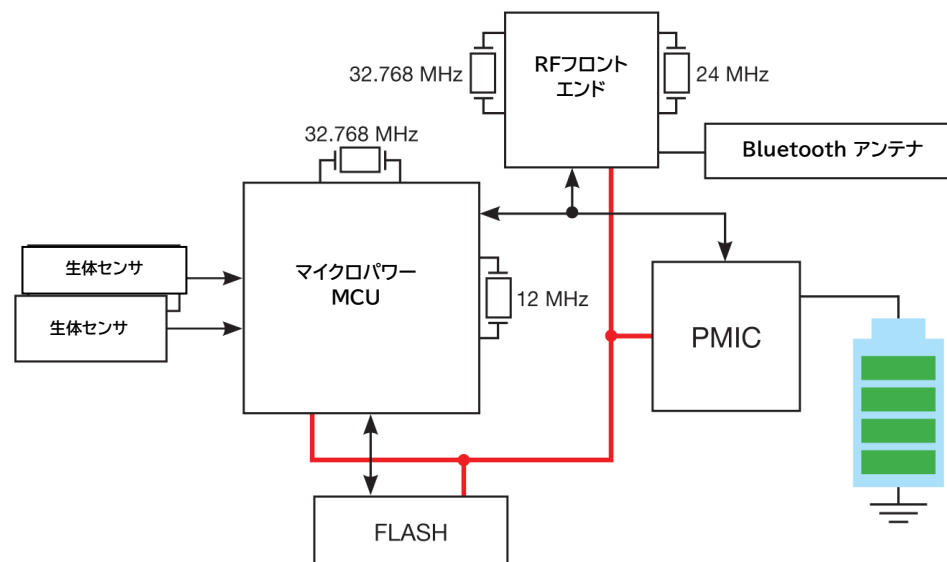 32.768 MHz
RFフロント
エンド
24 MHz
32.768 MHz
Bluetooth アンテナ
生体センサ
マイクロパワー
MCU
12 MHz
生体センサ
PMIC
FLASH